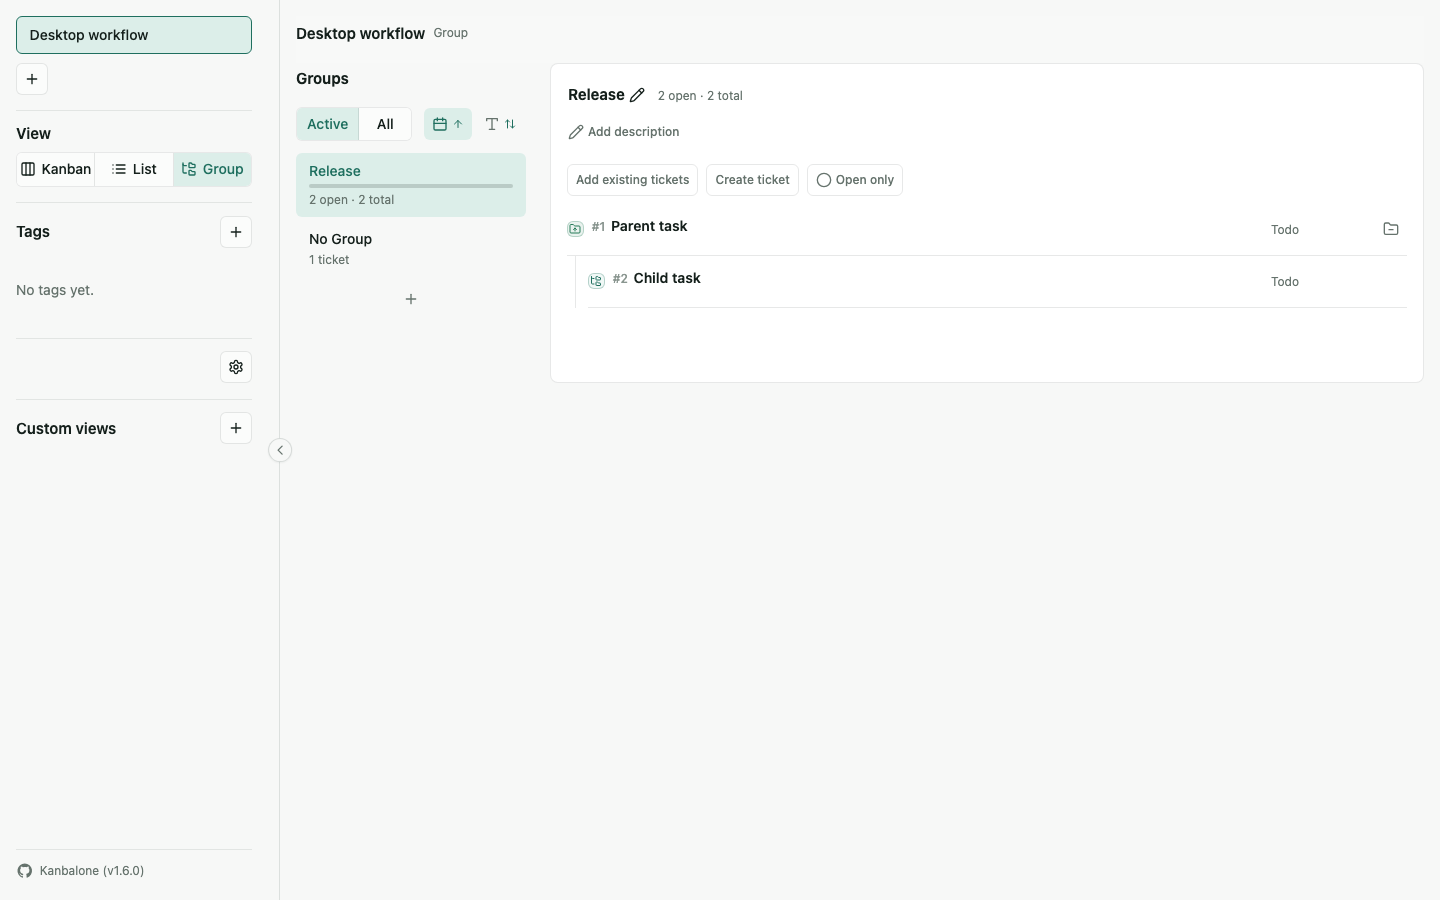 Desktop workflow
View
Kanban
List
Group
Tags
No tags yet.
Custom views
Kanbalone (v1.6.0)
Desktop workflow Group
Groups
Active
All
Release
2 open · 2 total
No Group
1 ticket
Release 2 open · 2 total
Add description
Add existing tickets
Create ticket
Open only
#1 Parent task Todo
#2 Child task Todo